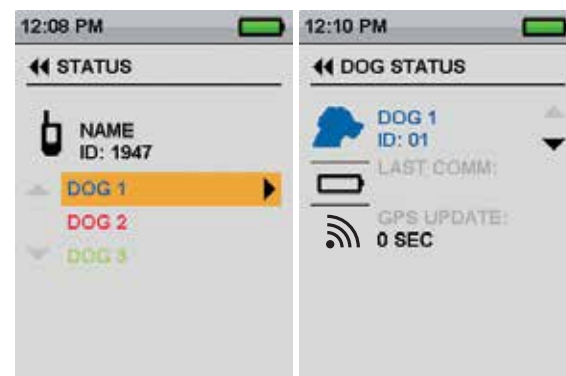 12:08 PM
STATUS
NAME
ID: 1947
DOG 1
DOG 2
DOG 3
12:10 PM
DOG STATUS
DOG 1
ID: 01
LAST COMM:
GPS UPDATE:
0 SEC